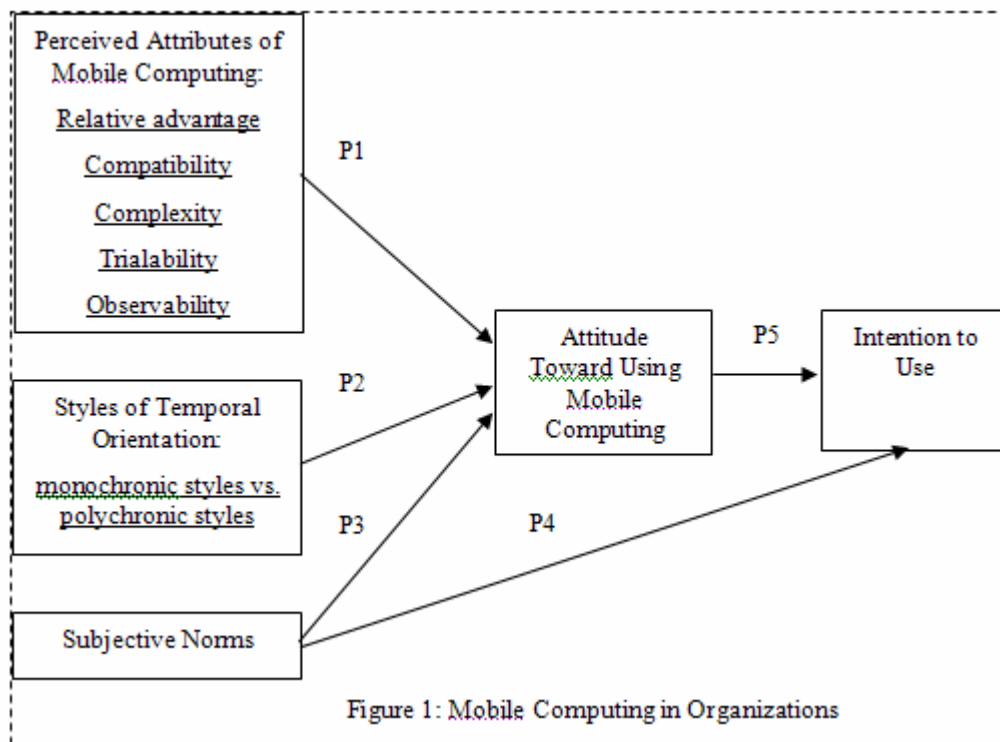 Perceived Attributes of
Mobile Computing:
Relative advantage
Compatibility
Complexity
Trialability
Observability
P1
Attitude
Toward Using
Mobile
Computing
P5
Intention to
Use
P2
Styles of Temporal
Orientation:
monochronic styles vs.
polychronic styles
P3
P4
Subjective Norms
Figure 1: Mobile Computing in Organizations